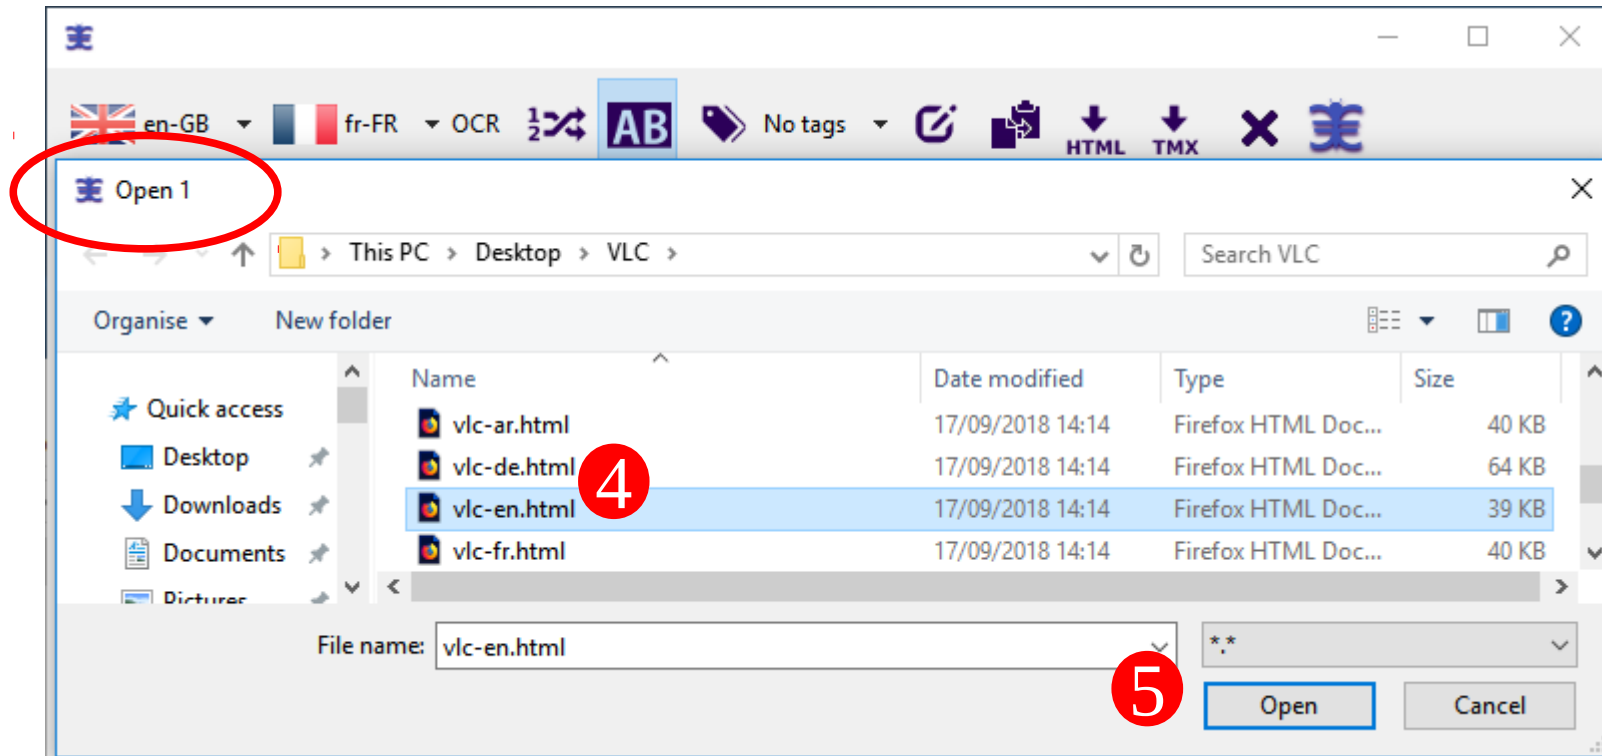 en-GB fr-FR OCR 1 2 AB No tags HTML TMX
Open 1
This PC > Desktop > VLC > Search VLC
Organise New folder ?
Name Date modified Type Size
Quick access
vlc-ar.html 17/09/2018 14:14 Firefox HTML Doc... 40 KB
Desktop
vlc-de.html 17/09/2018 14:14 Firefox HTML Doc... 64 KB
4
Downloads
vlc-en.html 17/09/2018 14:14 Firefox HTML Doc... 39 KB
Documents
vlc-fr.html 17/09/2018 14:14 Firefox HTML Doc... 40 KB
Pictures
File name: vlc-en.html *.*
5
Open Cancel